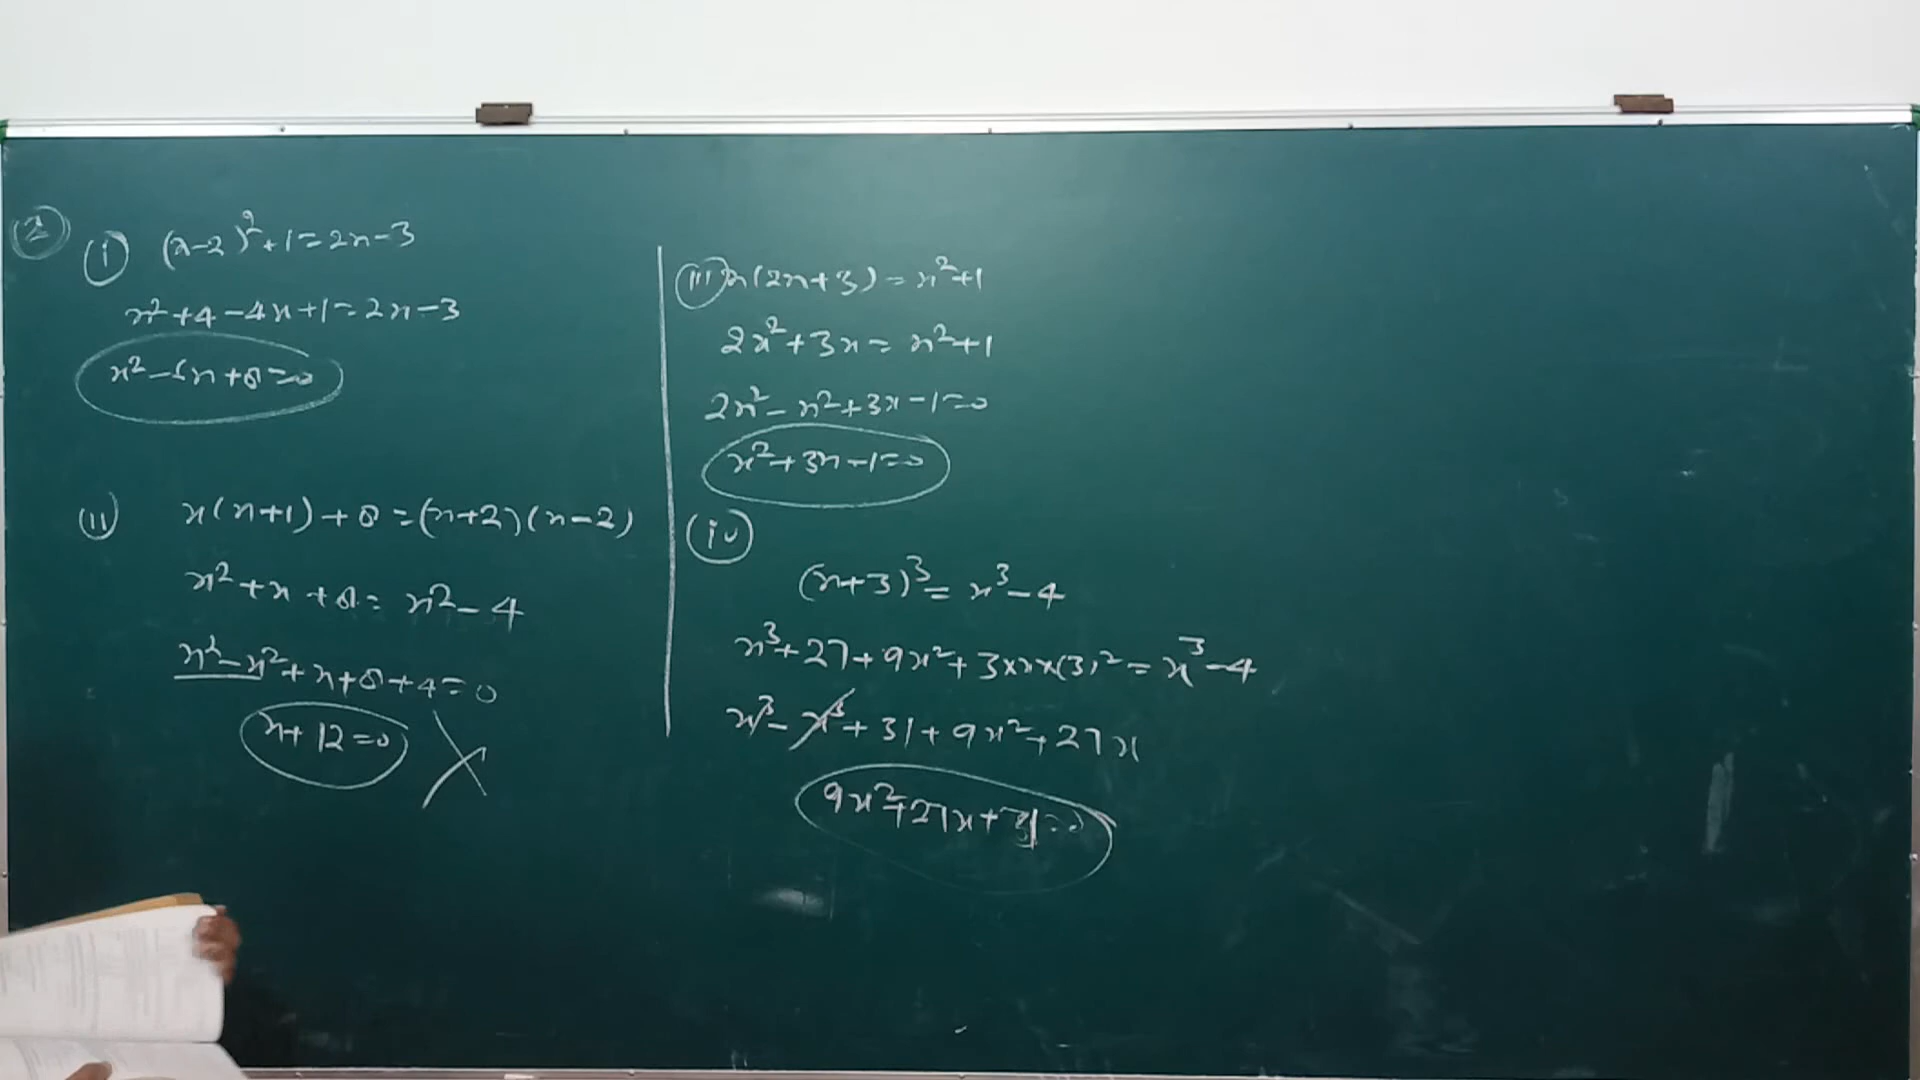 ②
(i) (x-2)²+1=2x-3
x²+4-4x+1=2x-3
x²-6x+8=0
(ii) x(x+1)+8=(x+2)(x-2)
x²+x+8=x²-4
x²-x²+x+8+4=0
x+12=0 X
(iii) x(2x+3)=x²+1
2x²+3x=x²+1
2x²-x²+3x-1=0
x²+3x-1=0
(iv)
(x+3)³=x³-4
x³+27+9x²+3×x×(3)²=x³-4
x³-x³+31+9x²+27x
9x²+27x+31=0